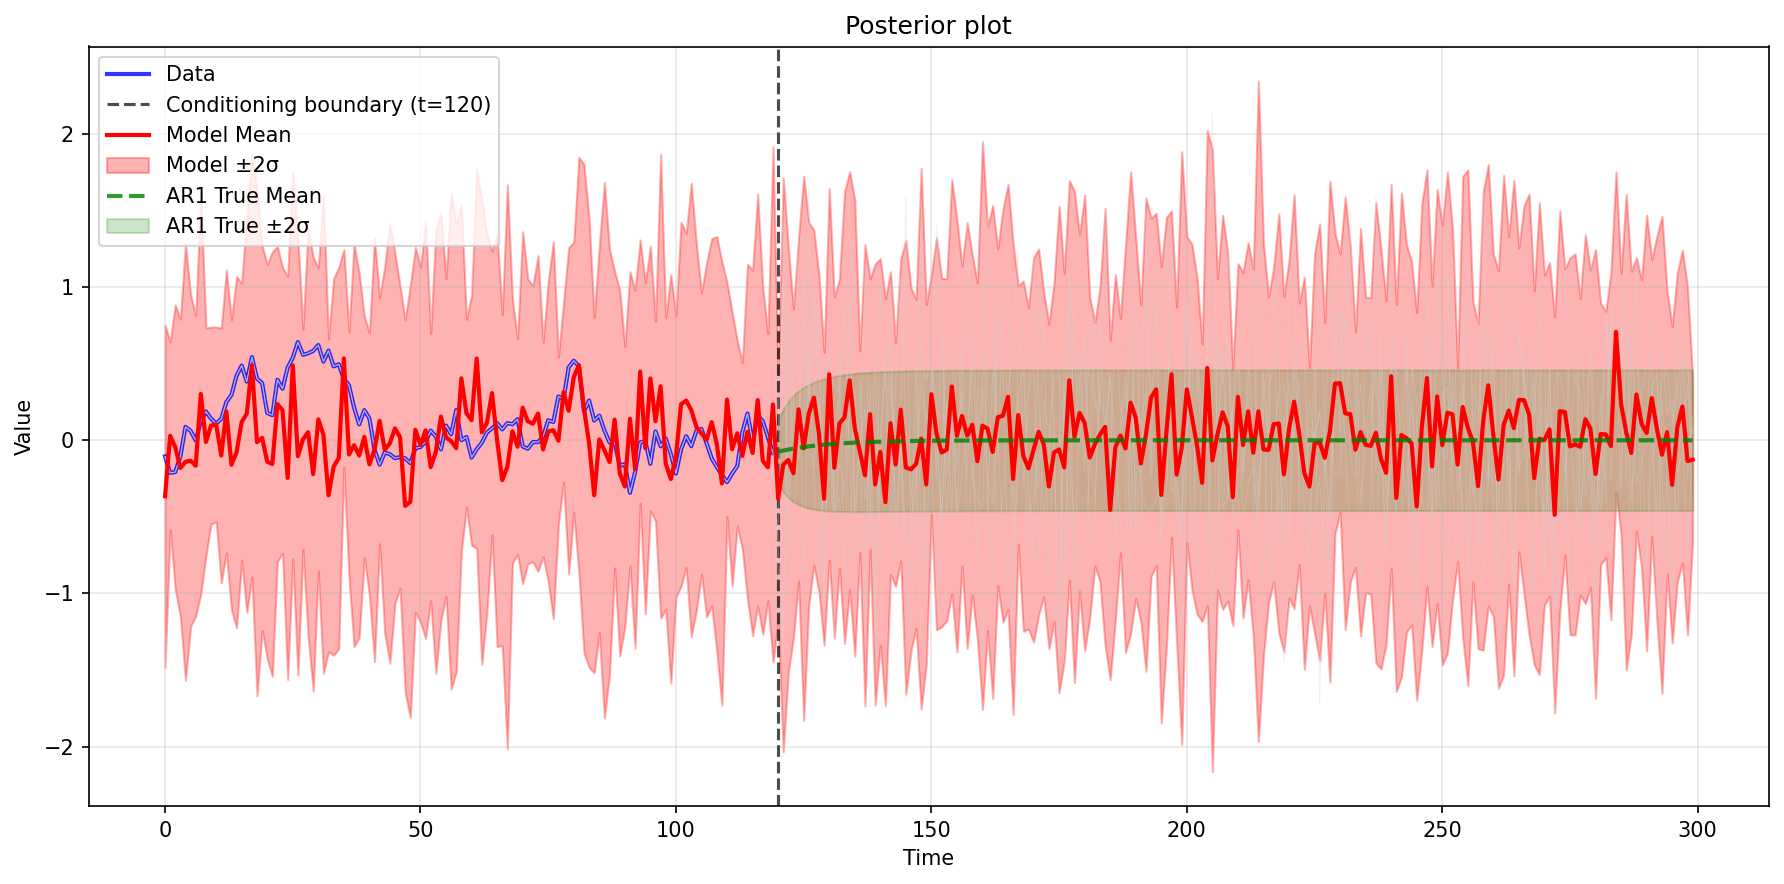 Posterior plot
Data
Conditioning boundary (t=120)
Model Mean
Model ±2σ
AR1 True Mean
AR1 True ±2σ
Value
2
1
0
−1
−2
0 50 100 150 200 250 300
Time